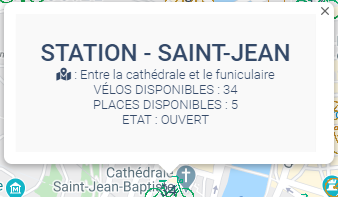 ×
STATION - SAINT-JEAN
: Entre la cathédrale et le funiculaire
VÉLOS DISPONIBLES : 34
PLACES DISPONIBLES : 5
ETAT : OUVERT
Cathédrale
Saint-Jean-Baptiste
34